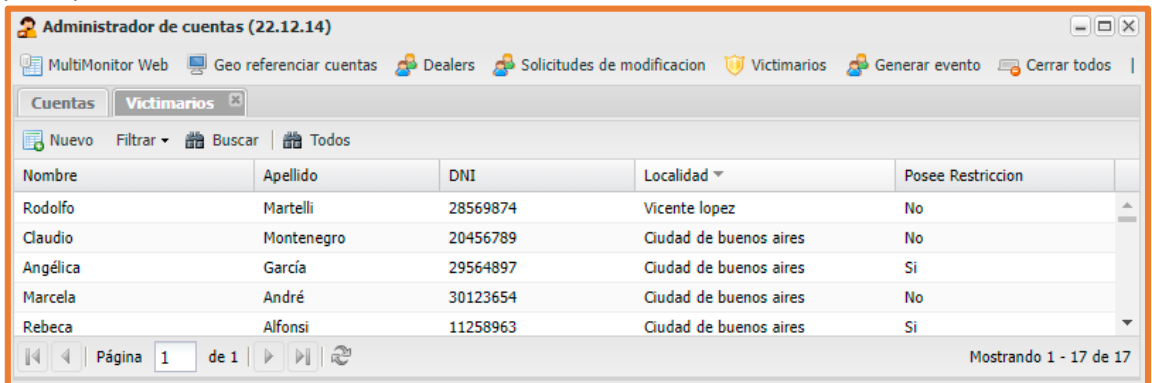 Administrador de cuentas (22.12.14)
MultiMonitor Web Geo referenciar cuentas Dealers Solicitudes de modificacion Victimarios Generar evento Cerrar todos |
Cuentas Victimarios
Nuevo Filtrar Buscar Todos
Nombre Apellido DNI Localidad Posee Restriccion
Rodolfo Martelli 28569874 Vicente lopez No
Claudio Montenegro 20456789 Ciudad de buenos aires No
Angélica García 29564897 Ciudad de buenos aires Si
Marcela André 30123654 Ciudad de buenos aires No
Rebeca Alfonsi 11258963 Ciudad de buenos aires Si
Página 1 de 1 Mostrando 1 - 17 de 17